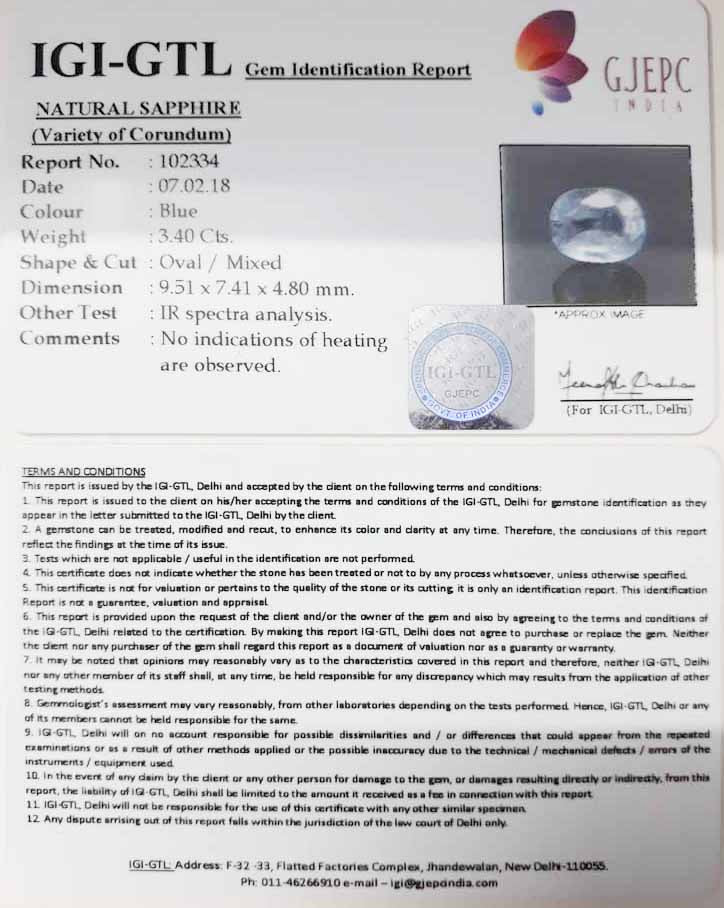 IGI-GTL Gem Identification Report
GJEPC
INDIA
NATURAL SAPPHIRE
(Variety of Corundum)
Report No. : 102334
Date : 07.02.18
Colour : Blue
Weight : 3.40 Cts.
Shape & Cut : Oval / Mixed
Dimension : 9.51 x 7.41 x 4.80 mm.
Other Test : IR spectra analysis.
Comments : No indications of heating
are observed.
*APPROX IMAGE
IGI-GTL
GJEPC
GOVT. OF INDIA
(For IGI-GTL, Delhi)
TERMS AND CONDITIONS
This report is issued by the IGI-GTL, Delhi and accepted by the client on the following terms and conditions:
1. This report is issued to the client on his/her accepting the terms and conditions of the IGI-GTL, Delhi for gemstone identification as they
appear in the letter submitted to the IGI-GTL, Delhi by the client.
2. A gemstone can be treated, modified and recut, to enhance its color and clarity at any time. Therefore, the conclusions of this report
reflect the findings at the time of its issue.
3. Tests which are not applicable / useful in the identification are not performed.
4. This certificate does not indicate whether the stone has been treated or not to by any process whatsoever, unless otherwise specified.
5. This certificate is not for valuation or pertains to the quality of the stone or its cutting, it is only an identification report. This identification
Report is not a guarantee, valuation and appraisal.
6. This report is provided upon the request of the client and/or the owner of the gem and also by agreeing to the terms and conditions of
the IGI-GTL, Delhi related to the certification. By making this report IGI-GTL, Delhi does not agree to purchase or replace the gem. Neither
the client nor any purchaser of the gem shall regard this report as a document of valuation nor as a guaranty or warranty.
7. It may be noted that opinions may reasonably vary as to the characteristics covered in this report and therefore, neither IGI-GTL, Delhi
nor any other member of its staff shall, at any time, be held responsible for any discrepancy which may results from the application of other
testing methods.
8. Gemmologist's assessment may vary reasonably, from other laboratories depending on the tests performed. Hence, IGI-GTL, Delhi or any
of its members cannot be held responsible for the same.
9. IGI-GTL, Delhi will on no account responsible for possible dissimilarities and / or differences that could appear from the repeated
examinations or as a result of other methods applied or the possible inaccuracy due to the technical / mechanical defects / errors of the
instruments / equipment used.
10. In the event of any claim by the client or any other person for damage to the gem, or damages resulting directly or indirectly, from this
report, the liability of IGI-GTL, Delhi shall be limited to the amount it received as a fee in connection with this report.
11. IGI-GTL, Delhi will not be responsible for the use of this certificate with any other similar specimen.
12. Any dispute arrising out of this report falls within the jurisdiction of the law court of Delhi only.
IGI-GTL: Address: F-32 -33, Flatted Factories Complex, Jhandewalan, New Delhi-110055.
Ph: 011-46266910 e-mail – igi@gjepcindia.com